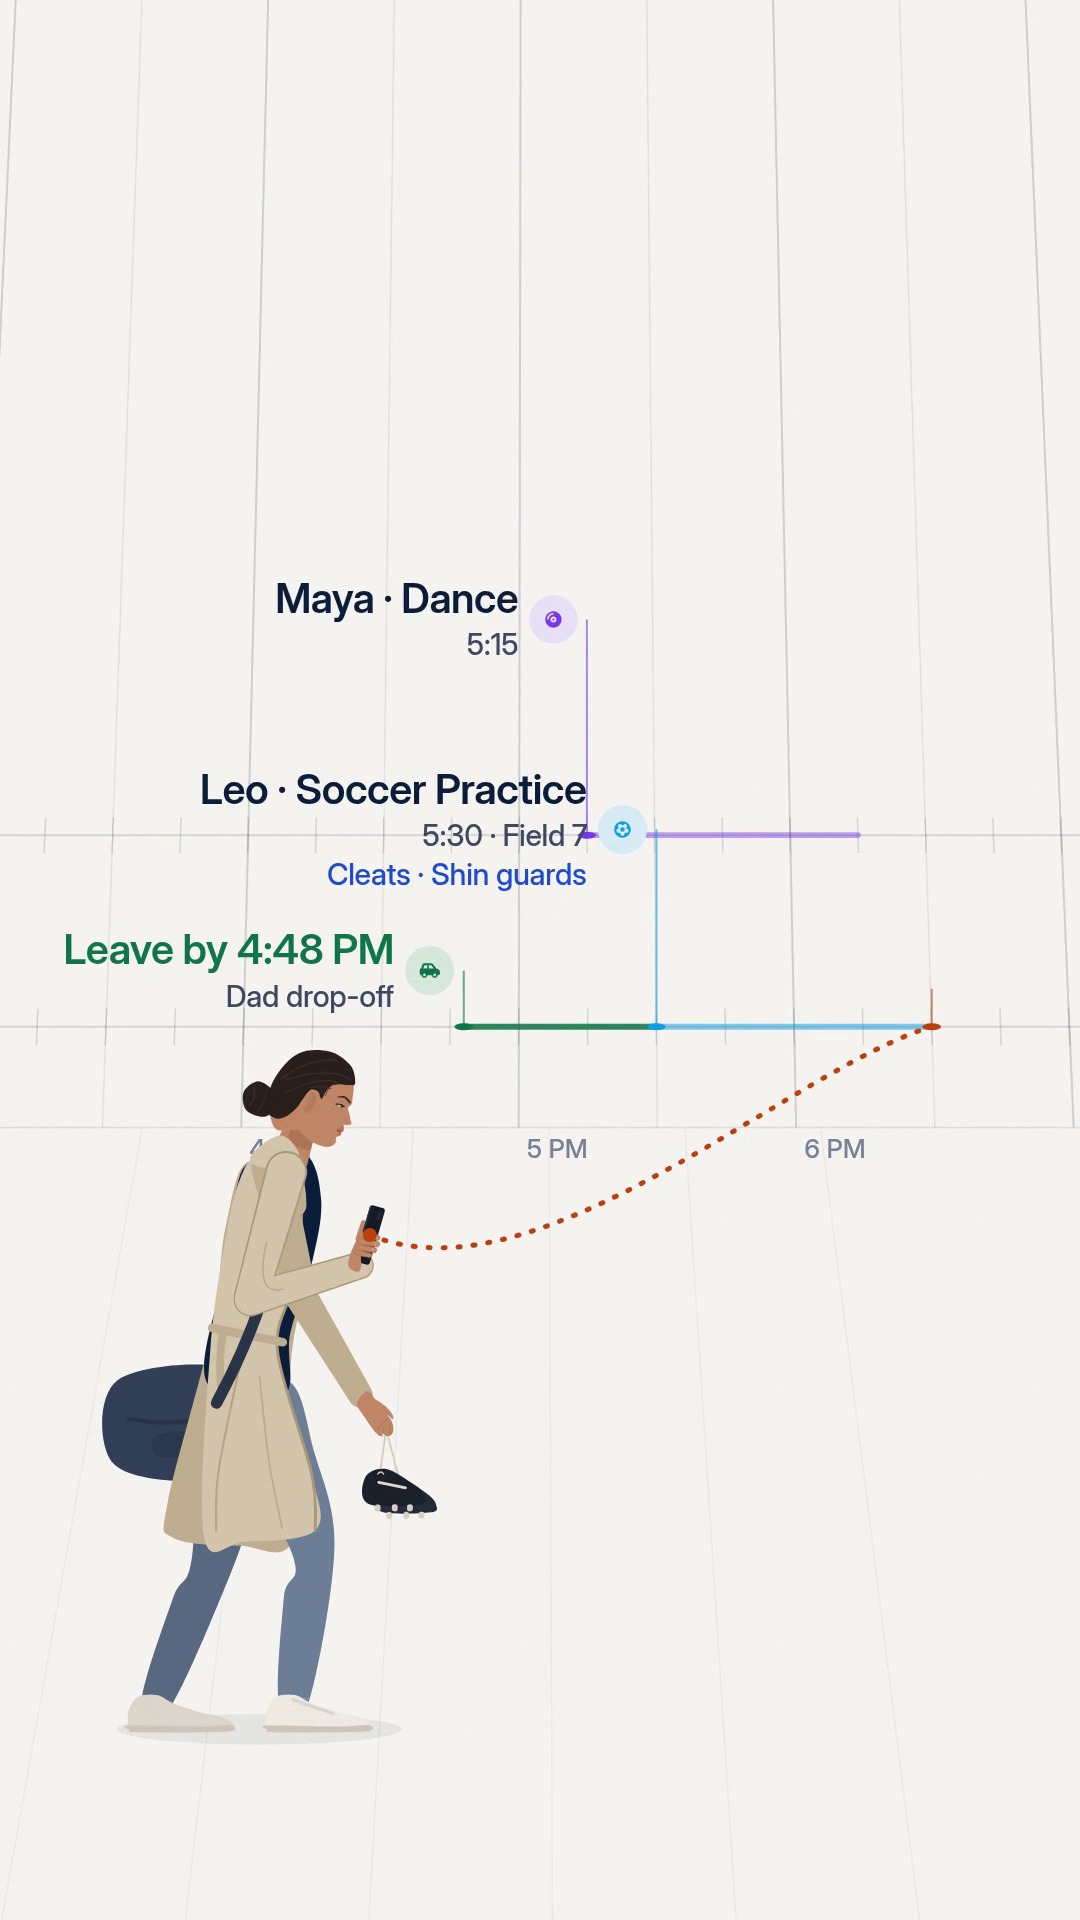 Maya · Dance
5:15
Leo · Soccer Practice
5:30 · Field 7
Cleats · Shin guards
Leave by 4:48 PM
Dad drop-off
4
5 PM
6 PM